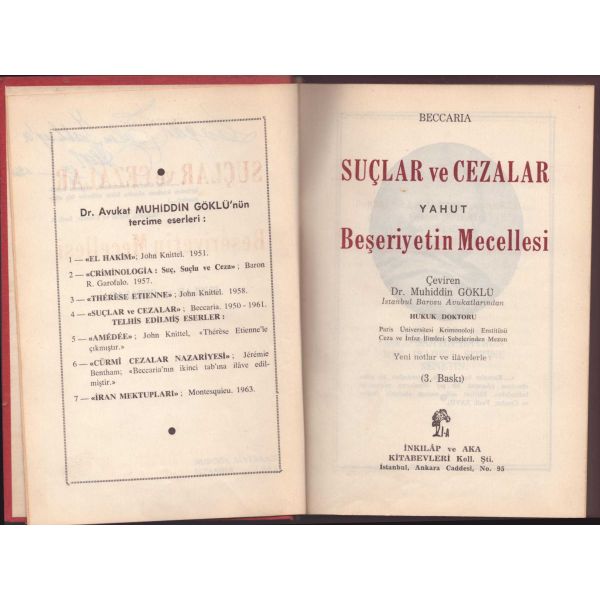 Dr. Avukat MUHİDDİN GÖKLÜ'nün
tercime eserleri :
1 — «EL HAKİM»; John Knittel. 1951.
2 — «CRİMİNOLOGİA : Suç, Suçlu ve Ceza» ; Baron
R. Garofalo. 1957.
3 — «THÉRÈSE ETIENNE» ; John Knittel. 1958.
4 — «SUÇLAR ve CEZALAR» ; Beccaria. 1950 - 1961.
TELHİS EDİLMİŞ ESERLER :
5 — «AMÉDÉE» ; John Knittel, «Thérèse Etienne'le
çıkmıştır.»
6 — «CÜRMİ CEZALAR NAZARİYESİ» ; Jérémie
Bentham; «Beccaria'nın ikinci tab'ına ilâve edil-
miştir.»
7 — «İRAN MEKTUPLARI» ; Montesquieu. 1963.
BECCARIA
SUÇLAR ve CEZALAR
YAHUT
Beşeriyetin Mecellesi
Çeviren
Dr. Muhiddin GÖKLÜ
İstanbul Barosu Avukatlarından
HUKUK DOKTORU
Paris Üniversitesi Kriminoloji Enstitüsü
Ceza ve İnfaz İlimleri Şubelerinden Mezun
Yeni notlar ve ilâvelerle
(3. Baskı)
İNKILÂP ve AKA
KİTABEVLERİ Koll. Şti.
İstanbul, Ankara Caddesi, No. 95